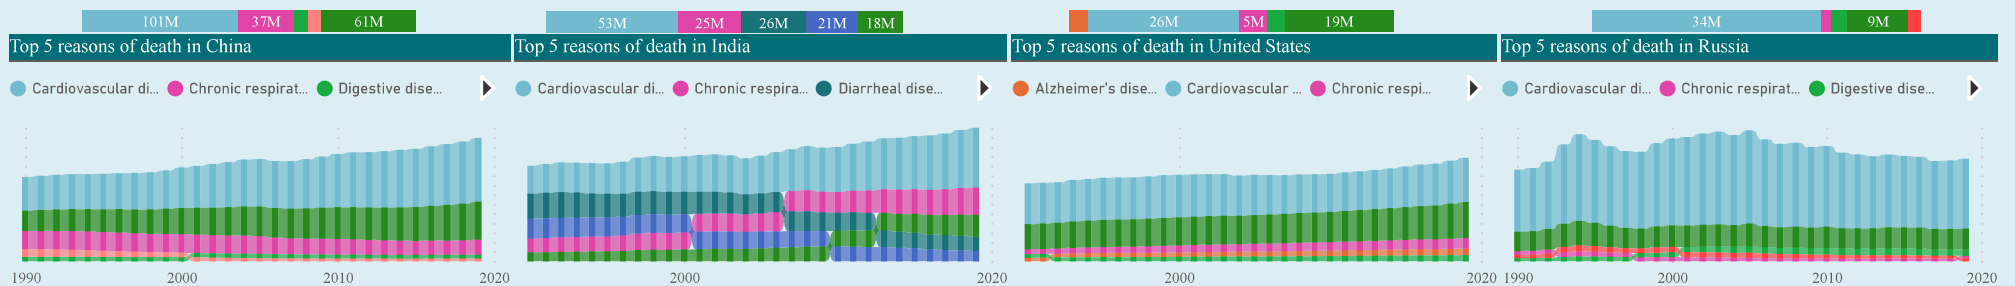 101M 37M 61M
Top 5 reasons of death in China
Cardiovascular di... Chronic respirat... Digestive dise...
1990 2000 2010 2020
53M 25M 26M 21M 18M
Top 5 reasons of death in India
Cardiovascular di... Chronic respira... Diarrheal dise...
2000 2020
26M 5M 19M
Top 5 reasons of death in United States
Alzheimer's dise... Cardiovascular ... Chronic respi...
2000 2020
34M 9M
Top 5 reasons of death in Russia
Cardiovascular di... Chronic respirat... Digestive dise...
1990 2000 2010 2020